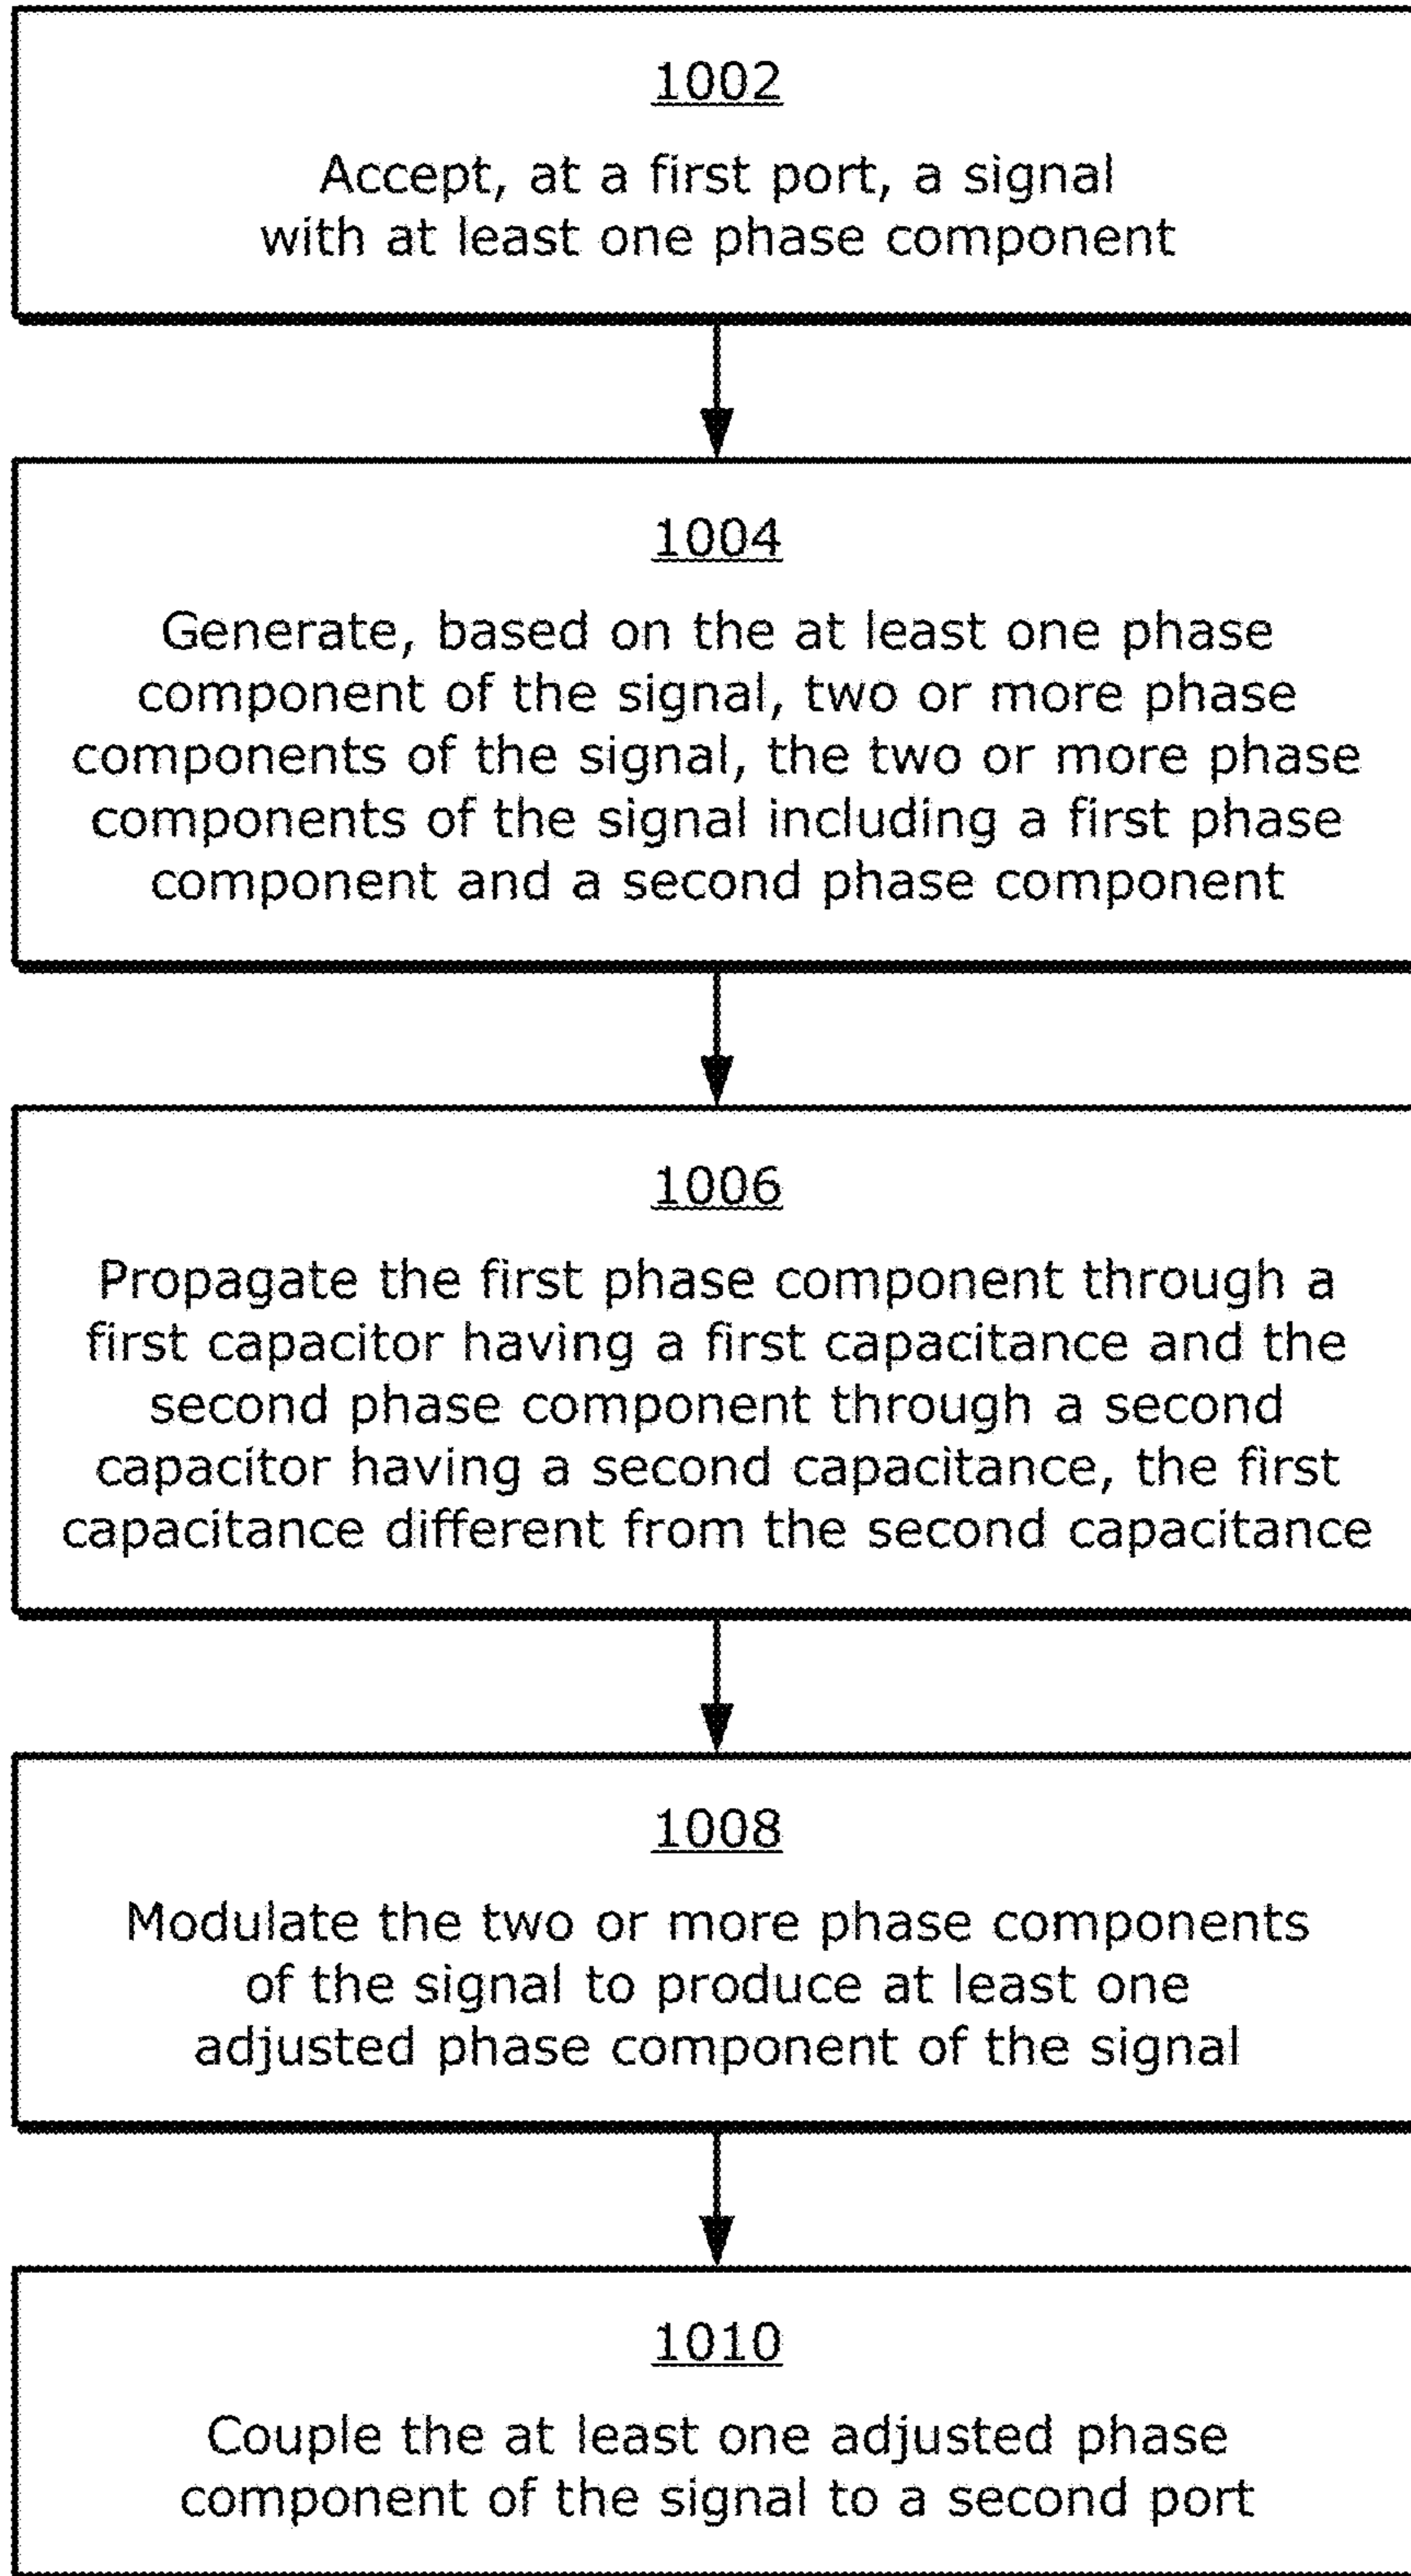 1002
Accept, at a first port, a signal
with at least one phase component
1004
Generate, based on the at least one phase
component of the signal, two or more phase
components of the signal, the two or more phase
components of the signal including a first phase
component and a second phase component
1006
Propagate the first phase component through a
first capacitor having a first capacitance and the
second phase component through a second
capacitor having a second capacitance, the first
capacitance different from the second capacitance
1008
Modulate the two or more phase components
of the signal to produce at least one
adjusted phase component of the signal
1010
Couple the at least one adjusted phase
component of the signal to a second port